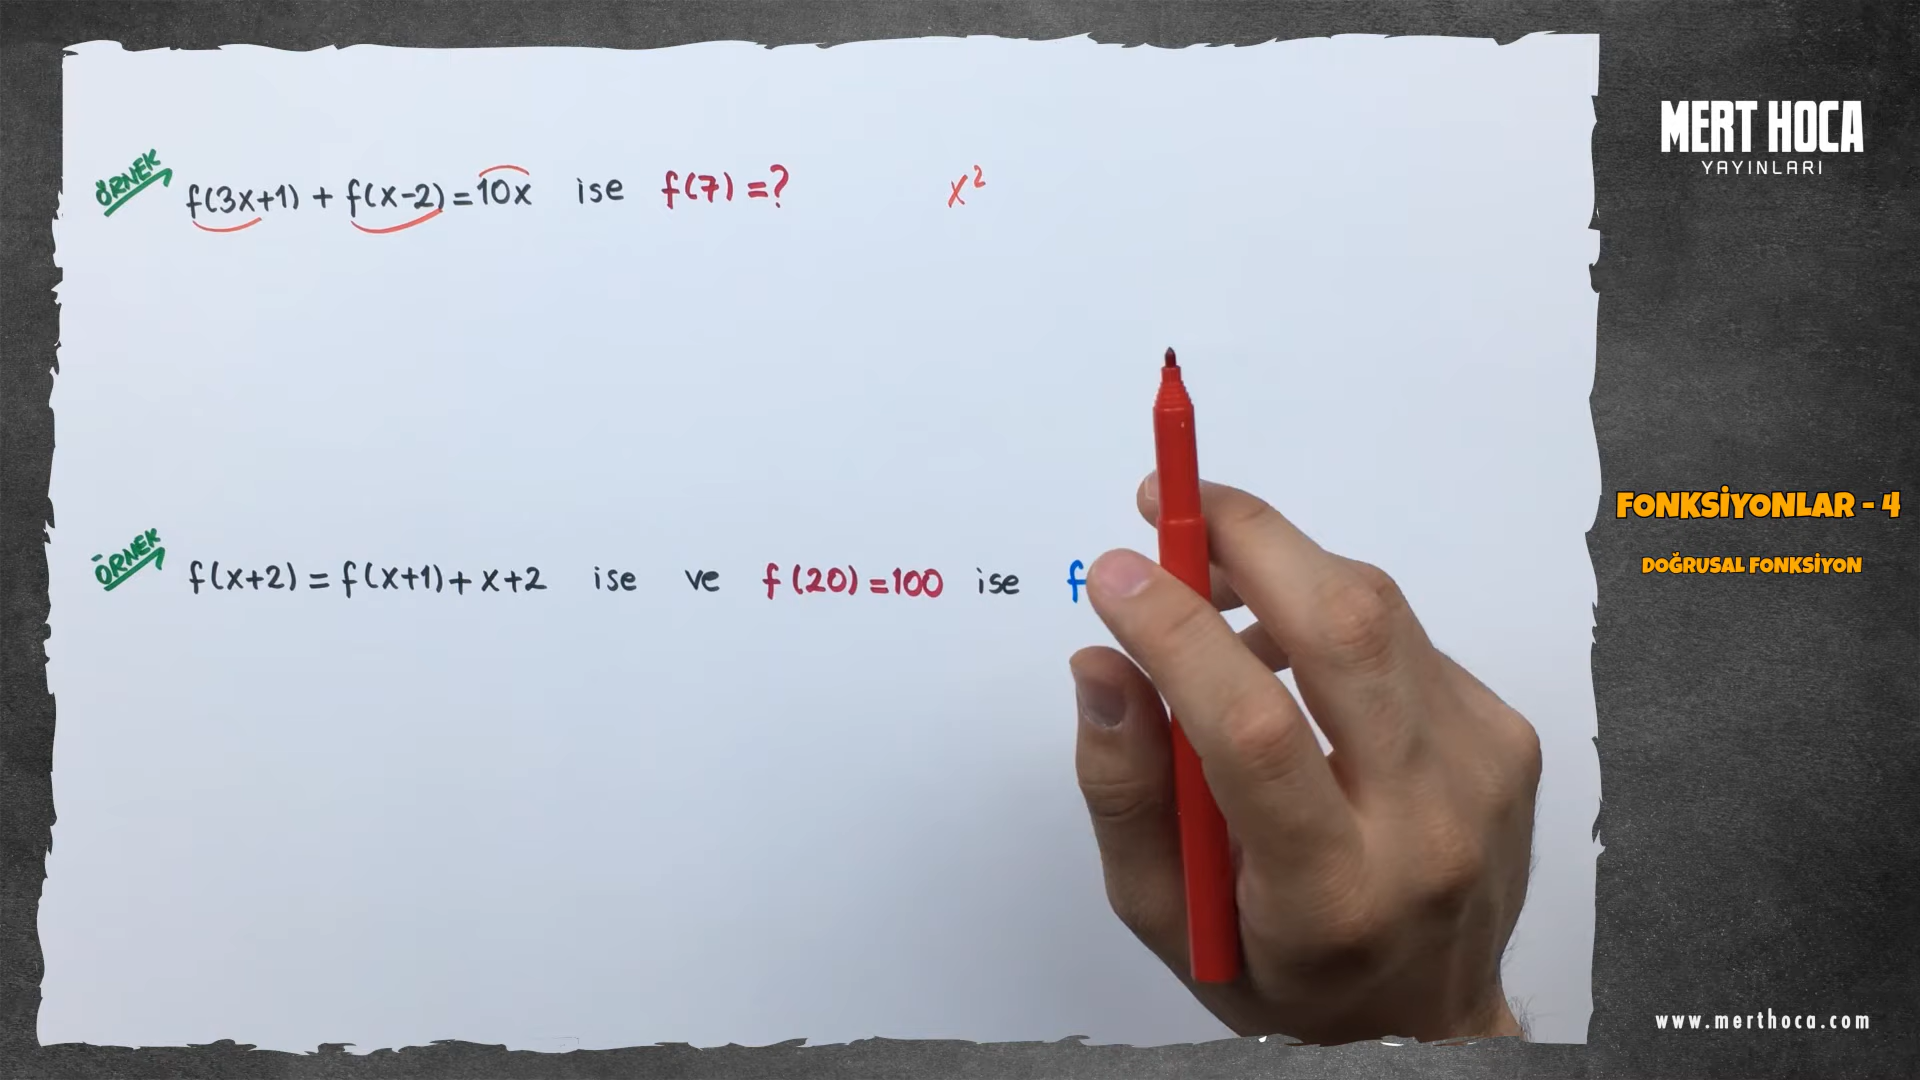 MERT HOCA
YAYINLARI
ÖRNEK f(3x+1) + f(x-2) = 10x ise f(7) = ? x²
FONKSİYONLAR - 4
DOĞRUSAL FONKSİYON
ÖRNEK f(x+2) = f(x+1) + x+2 ise ve f(20) = 100 ise f
www.merthoca.com